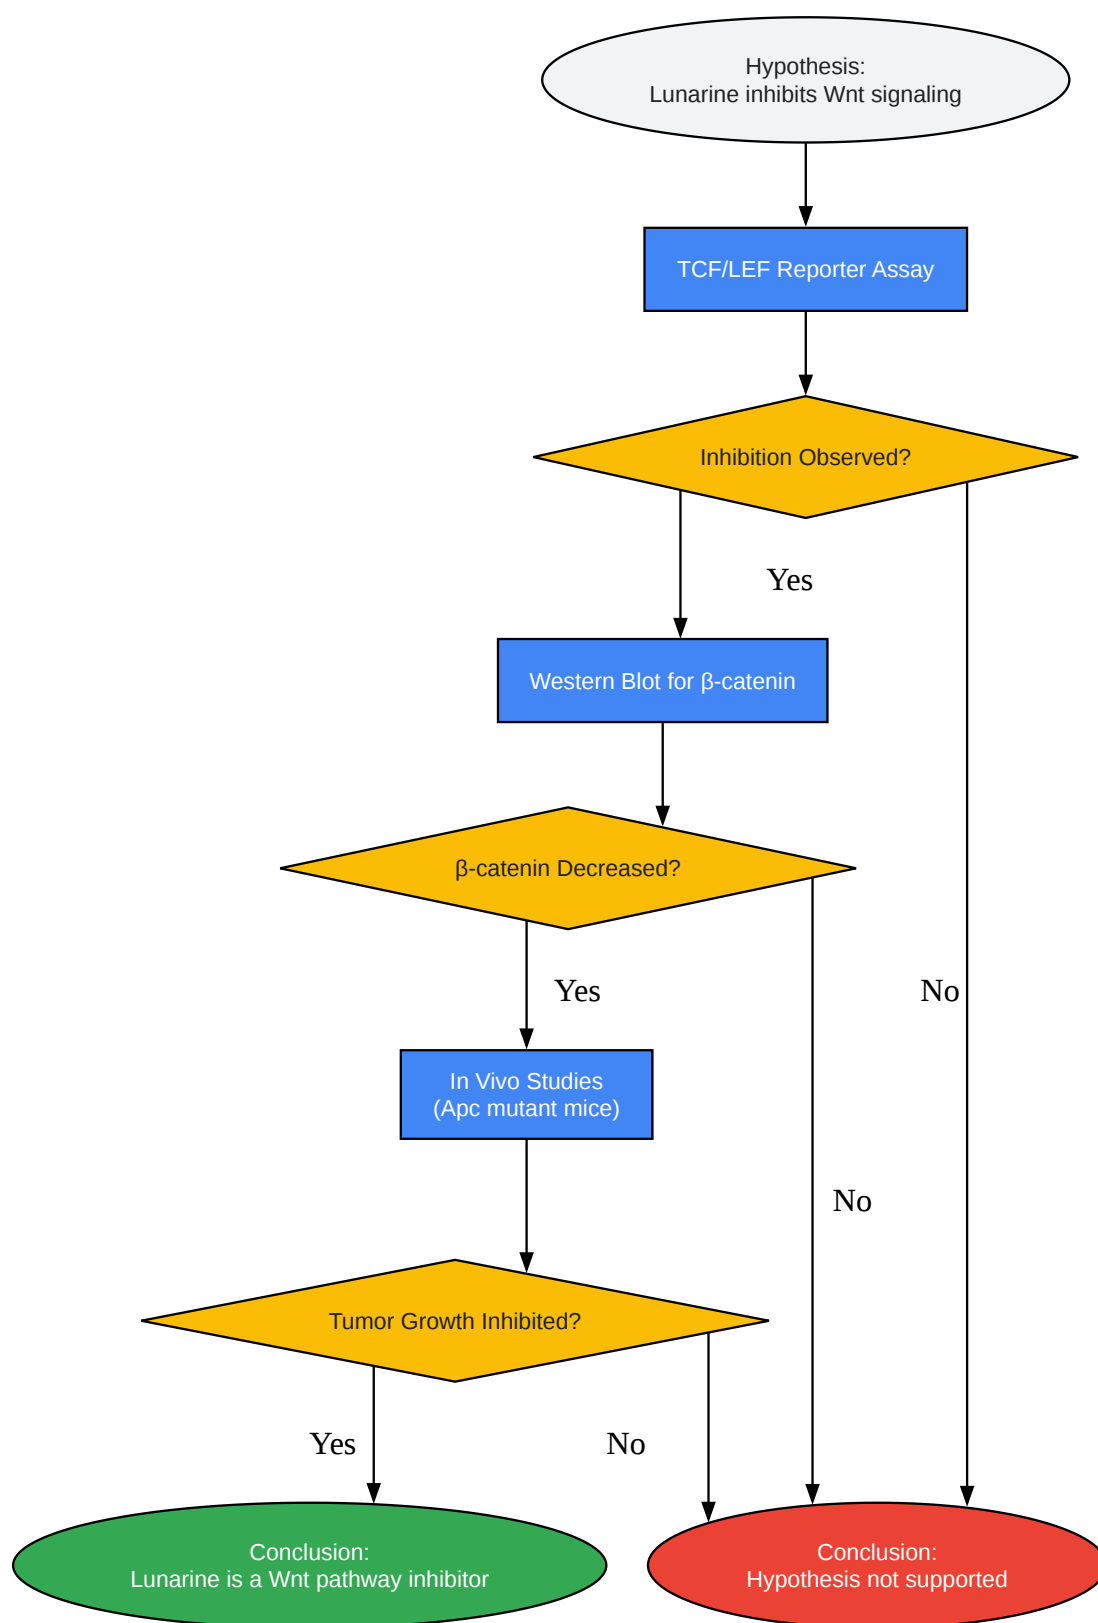 Hypothesis:
Lunarine inhibits Wnt signaling
TCF/LEF Reporter Assay
Inhibition Observed?
Yes
Western Blot for β-catenin
β-catenin Decreased?
Yes
No
In Vivo Studies
(Apc mutant mice)
No
Tumor Growth Inhibited?
Yes
No
Conclusion:
Lunarine is a Wnt pathway inhibitor
Conclusion:
Hypothesis not supported